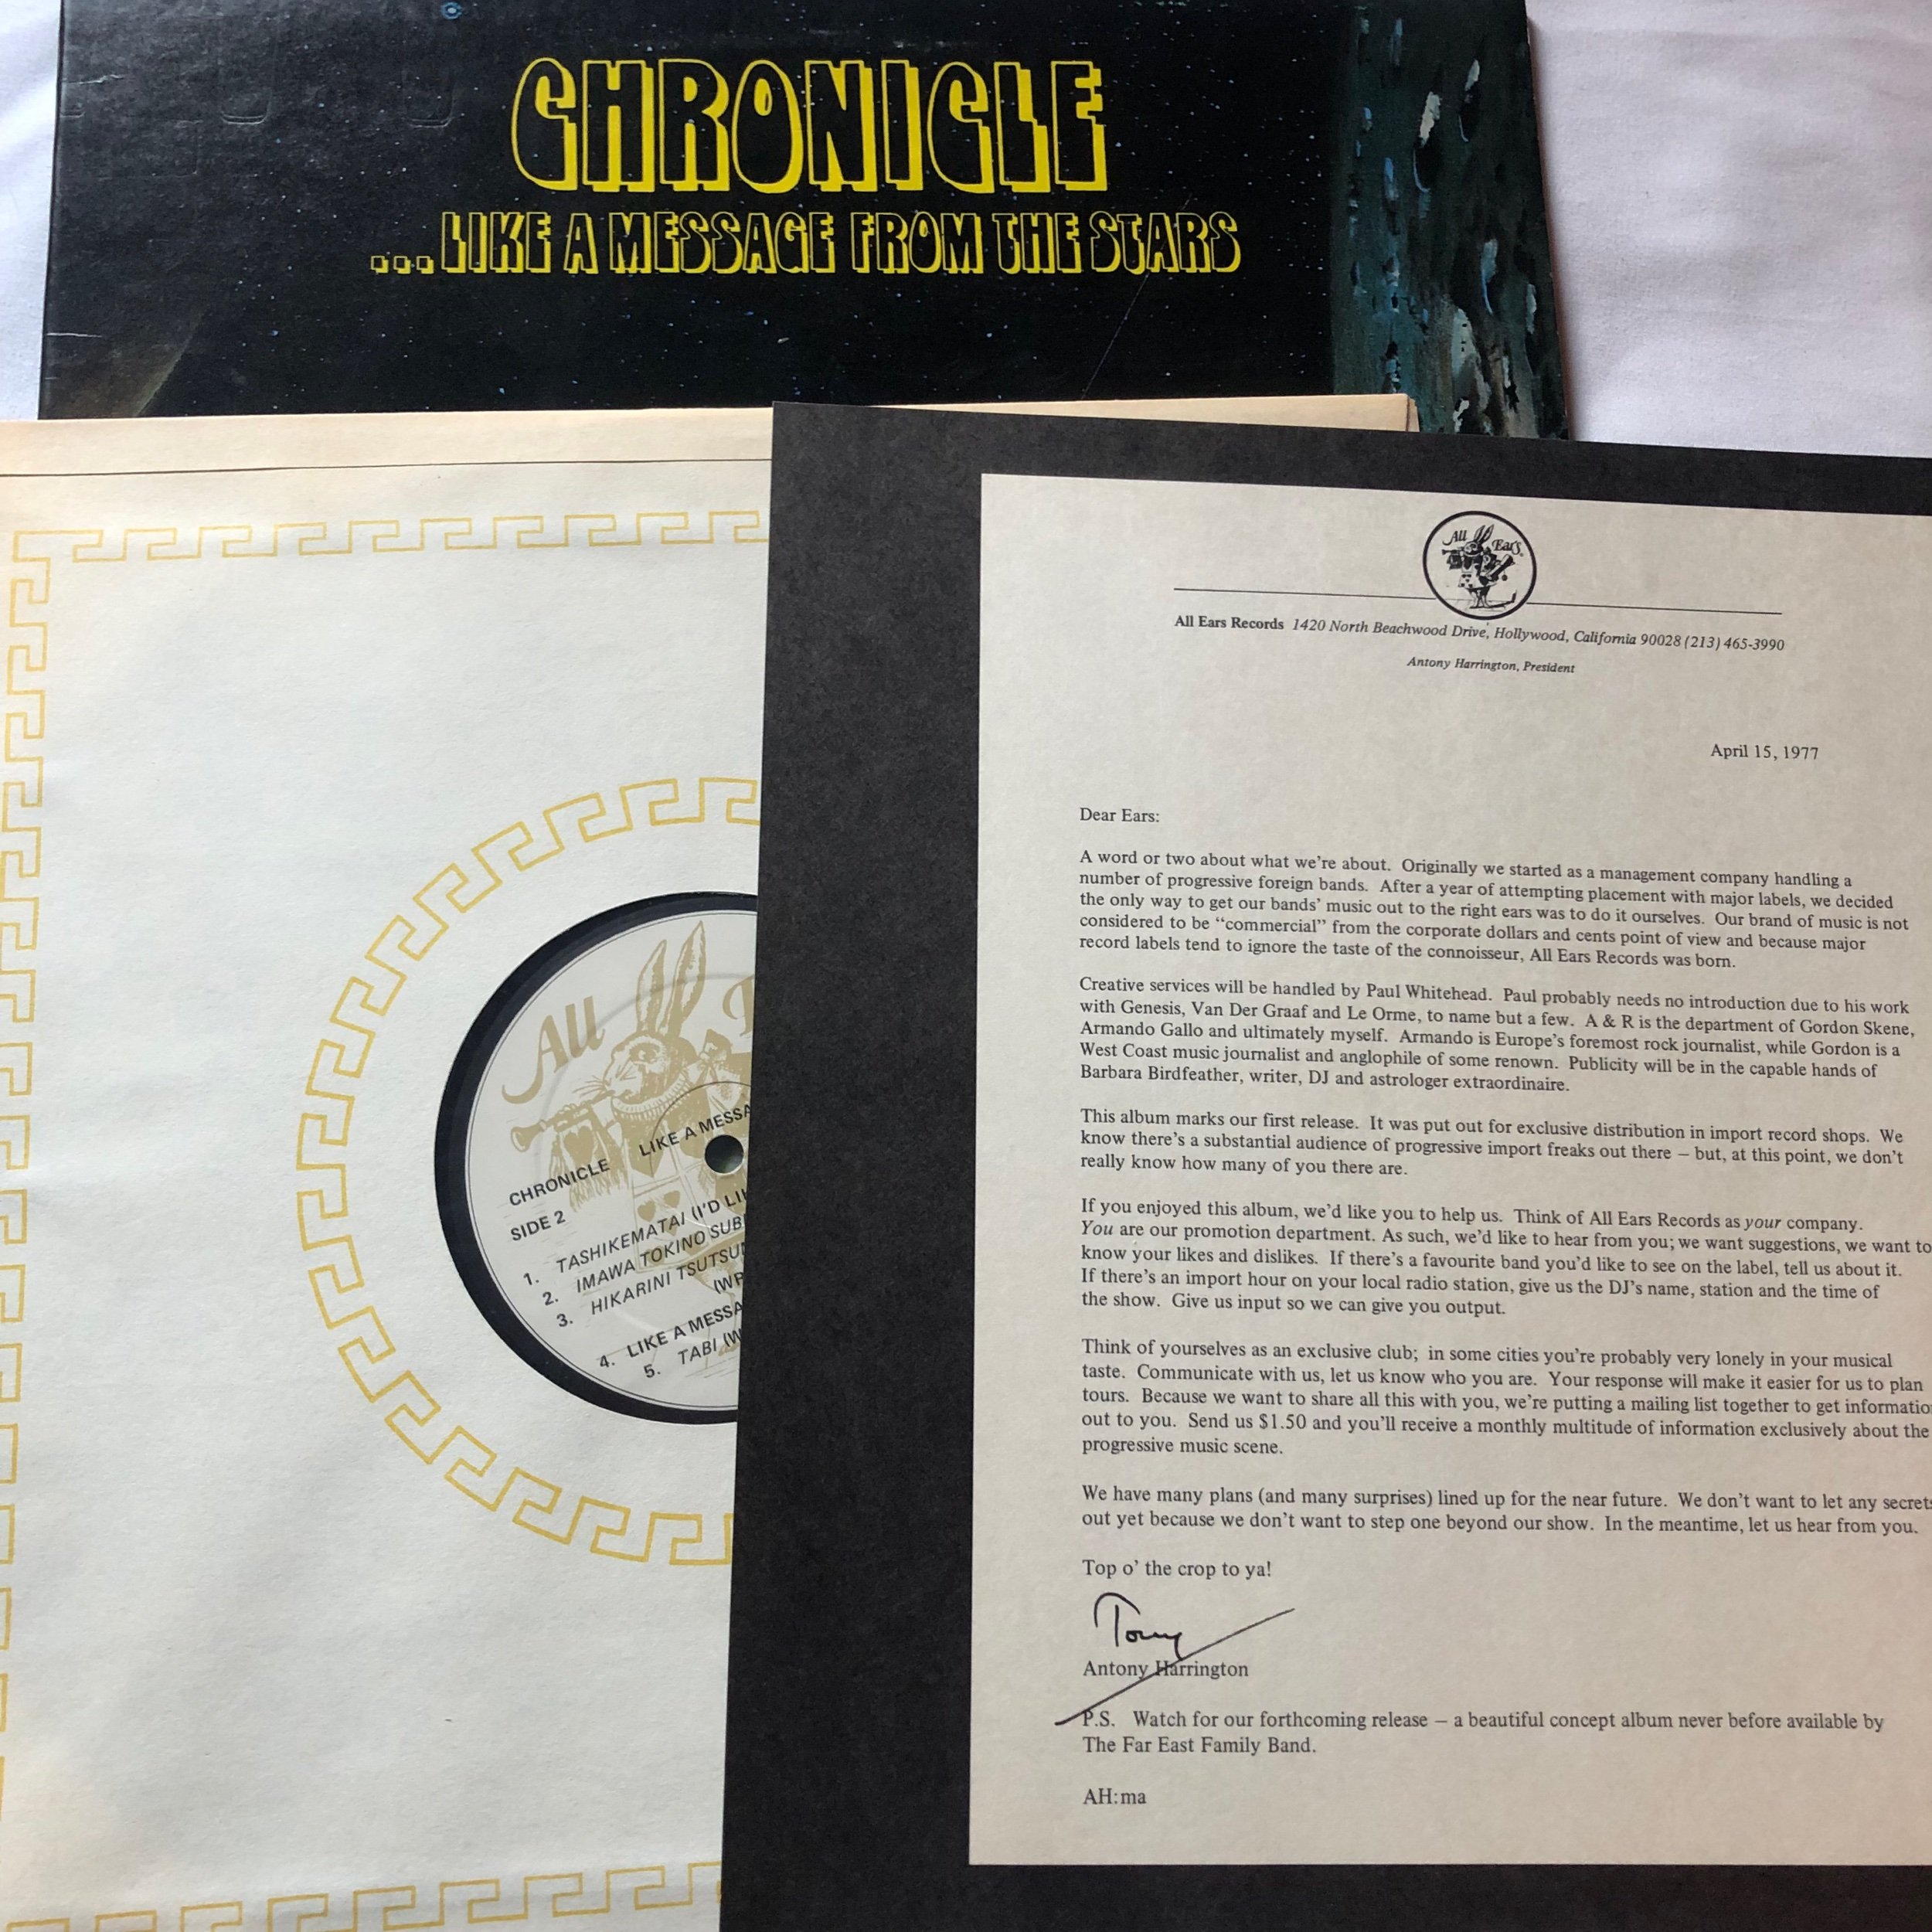 CHRONICLE
...LIKE A MESSAGE FROM THE STARS
All
CHRONICLE LIKE A
SIDE 2
1. TASHIKEMATAI (I'D
2. IMAWA TOKINO
3. HIKARINI
4. LIKE A
5. TABI
All Ears
All Ears Records 1420 North Beachwood Drive, Hollywood, California 90028 (213) 465-3990
Antony Harrington, President
April 15, 1977
Dear Ears:
A word or two about what we're about. Originally we started as a management company handling a
number of progressive foreign bands. After a year of attempting placement with major labels, we decided
the only way to get our bands' music out to the right ears was to do it ourselves. Our brand of music is not
considered to be “commercial” from the corporate dollars and cents point of view and because major
record labels tend to ignore the taste of the connoisseur, All Ears Records was born.
Creative services will be handled by Paul Whitehead. Paul probably needs no introduction due to his work
with Genesis, Van Der Graaf and Le Orme, to name but a few. A & R is the department of Gordon Skene,
Armando Gallo and ultimately myself. Armando is Europe's foremost rock journalist, while Gordon is a
West Coast music journalist and anglophile of some renown. Publicity will be in the capable hands of
Barbara Birdfeather, writer, DJ and astrologer extraordinaire.
This album marks our first release. It was put out for exclusive distribution in import record shops. We
know there's a substantial audience of progressive import freaks out there – but, at this point, we don't
really know how many of you there are.
If you enjoyed this album, we'd like you to help us. Think of All Ears Records as your company.
You are our promotion department. As such, we'd like to hear from you; we want suggestions, we want to
know your likes and dislikes. If there's a favourite band you'd like to see on the label, tell us about it.
If there's an import hour on your local radio station, give us the DJ's name, station and the time of
the show. Give us input so we can give you output.
Think of yourselves as an exclusive club; in some cities you're probably very lonely in your musical
taste. Communicate with us, let us know who you are. Your response will make it easier for us to plan
tours. Because we want to share all this with you, we're putting a mailing list together to get informatio
out to you. Send us $1.50 and you'll receive a monthly multitude of information exclusively about the
progressive music scene.
We have many plans (and many surprises) lined up for the near future. We don't want to let any secrets
out yet because we don't want to step one beyond our show. In the meantime, let us hear from you.
Top o' the crop to ya!
Tony
Antony Harrington
P.S. Watch for our forthcoming release – a beautiful concept album never before available by
The Far East Family Band.
AH:ma